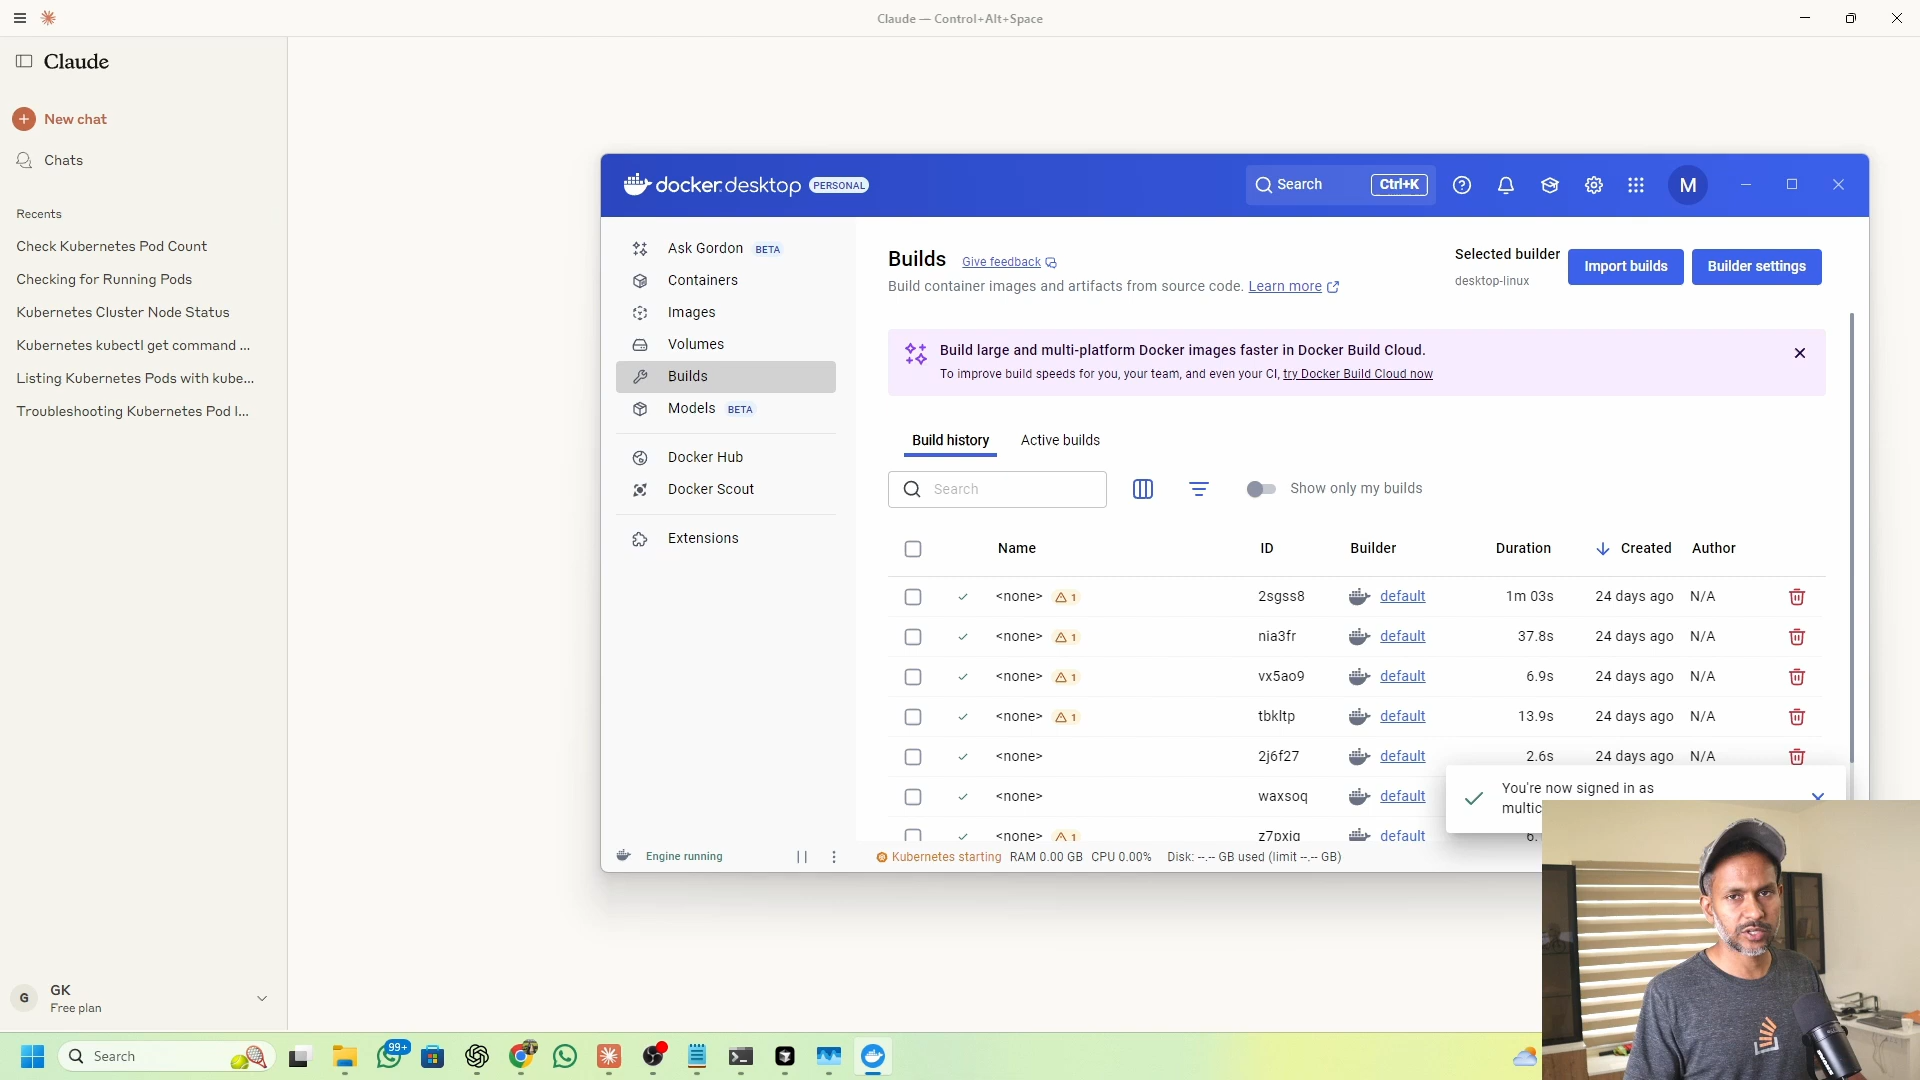 Claude — Control+Alt+Space
Claude
New chat
Chats
Recents
Check Kubernetes Pod Count
Checking for Running Pods
Kubernetes Cluster Node Status
Kubernetes kubectl get command ...
Listing Kubernetes Pods with kube...
Troubleshooting Kubernetes Pod I...
G
GK
Free plan
docker.desktop PERSONAL
Search Ctrl+K
M
Ask Gordon BETA
Containers
Images
Volumes
Builds
Models BETA
Docker Hub
Docker Scout
Extensions
Builds Give feedback
Build container images and artifacts from source code. Learn more
Selected builder
desktop-linux
Import builds
Builder settings
Build large and multi-platform Docker images faster in Docker Build Cloud.
To improve build speeds for you, your team, and even your CI, try Docker Build Cloud now
Build history Active builds
Search
Show only my builds
Name ID Builder Duration Created Author
<none> 1 2sgss8 default 1m 03s 24 days ago N/A
<none> 1 nia3fr default 37.8s 24 days ago N/A
<none> 1 vx5ao9 default 6.9s 24 days ago N/A
<none> 1 tbkltp default 13.9s 24 days ago N/A
<none> 2j6f27 default 2.6s 24 days ago N/A
<none> waxsoq default
<none> 1 z7pxig default
You're now signed in as
Engine running
Kubernetes starting RAM 0.00 GB CPU 0.00% Disk: --.-- GB used (limit --.-- GB)
Search
99+